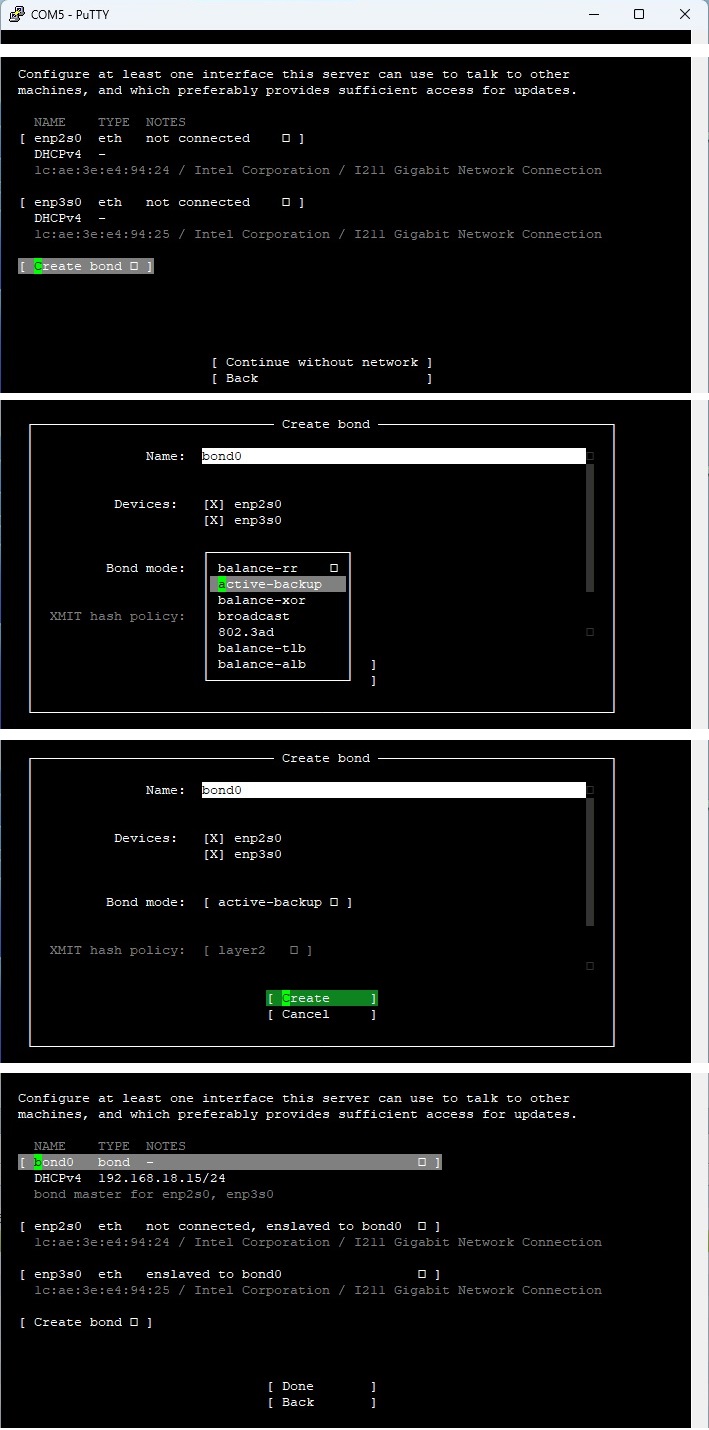 COM5 - PuTTY
Configure at least one interface this server can use to talk to other
machines, and which preferably provides sufficient access for updates.
NAME TYPE NOTES
[ enp2s0 eth not connected □ ]
DHCPv4 -
1c:ae:3e:e4:94:24 / Intel Corporation / I211 Gigabit Network Connection
[ enp3s0 eth not connected □ ]
DHCPv4 -
1c:ae:3e:e4:94:25 / Intel Corporation / I211 Gigabit Network Connection
[ Create bond □ ]
[ Continue without network ]
[ Back ]
Create bond
Name: bond0 □
Devices: [X] enp2s0
[X] enp3s0
Bond mode: balance-rr □
active-backup
balance-xor
XMIT hash policy: broadcast
802.3ad □
balance-tlb
balance-alb ]
]
Create bond
Name: bond0 □
Devices: [X] enp2s0
[X] enp3s0
Bond mode: [ active-backup □ ]
XMIT hash policy: [ layer2 □ ]
□
[ Create ]
[ Cancel ]
Configure at least one interface this server can use to talk to other
machines, and which preferably provides sufficient access for updates.
NAME TYPE NOTES
[ bond0 bond - □ ]
DHCPv4 192.168.18.15/24
bond master for enp2s0, enp3s0
[ enp2s0 eth not connected, enslaved to bond0 □ ]
1c:ae:3e:e4:94:24 / Intel Corporation / I211 Gigabit Network Connection
[ enp3s0 eth enslaved to bond0 □ ]
1c:ae:3e:e4:94:25 / Intel Corporation / I211 Gigabit Network Connection
[ Create bond □ ]
[ Done ]
[ Back ]